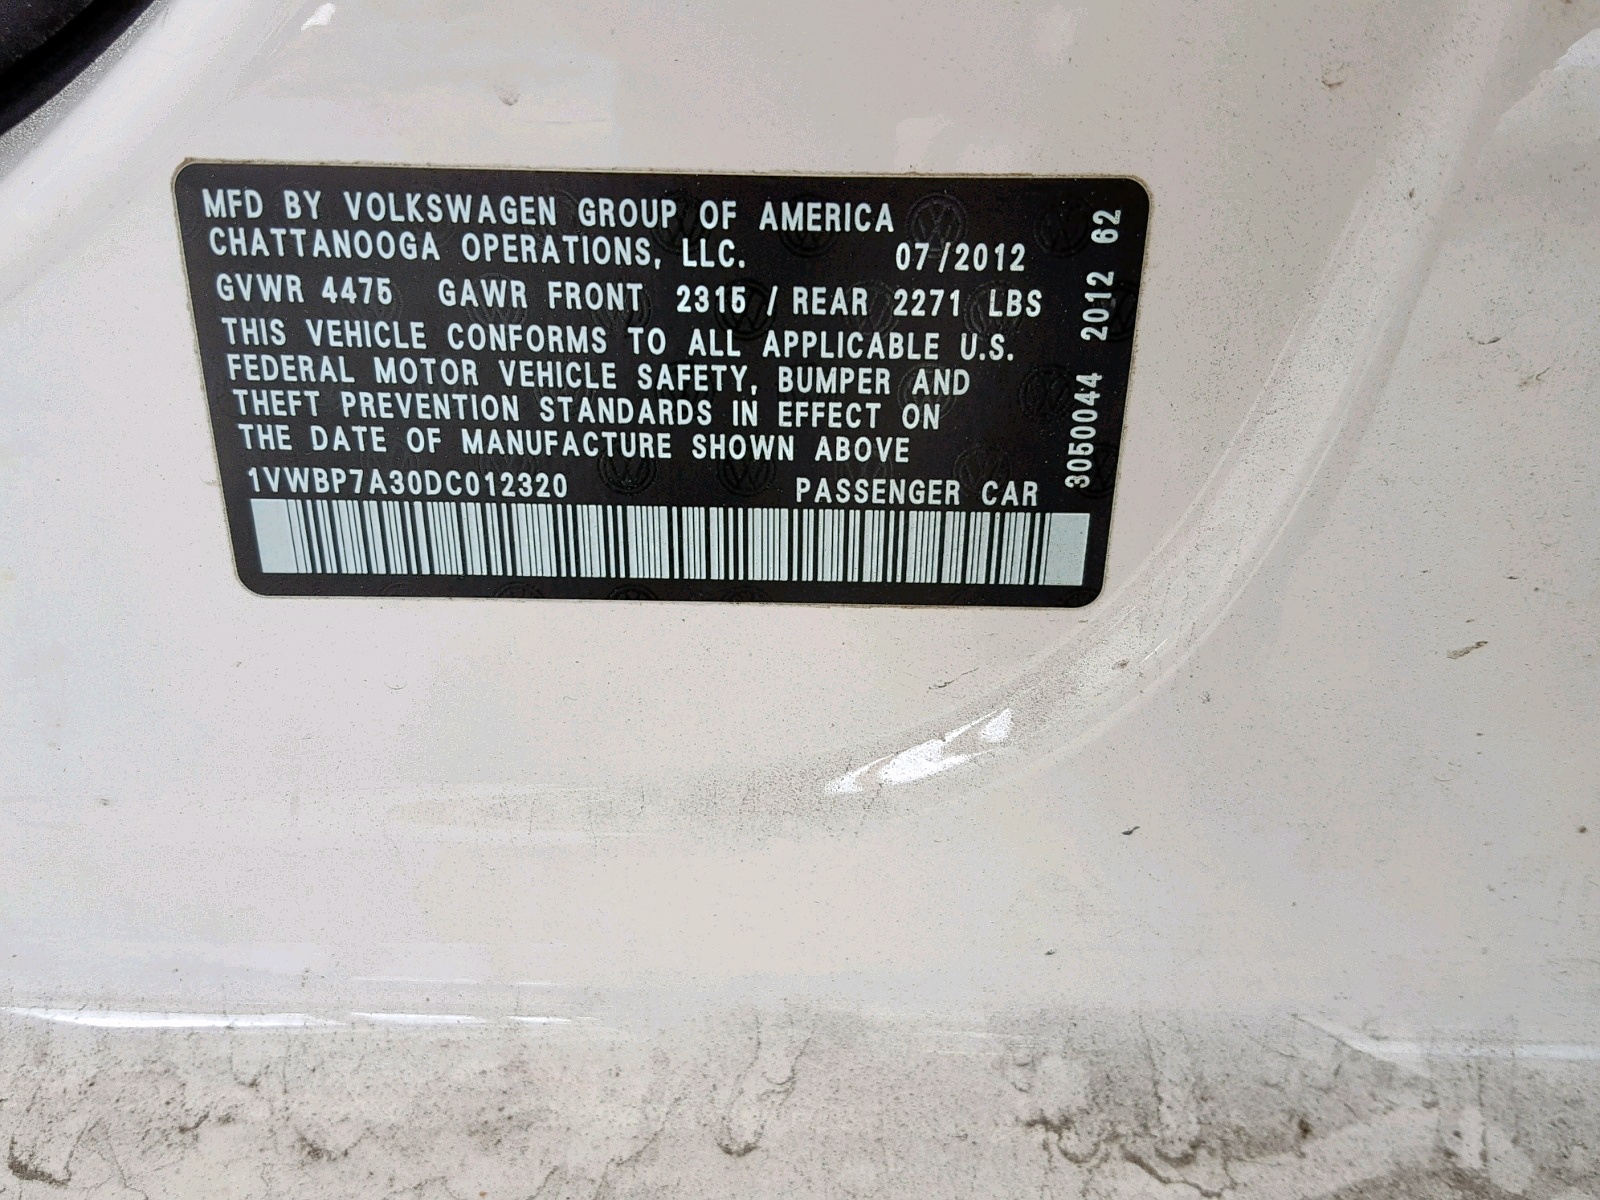 MFD BY VOLKSWAGEN GROUP OF AMERICA
CHATTANOOGA OPERATIONS, LLC. 07/2012
GVWR 4475 GAWR FRONT 2315 / REAR 2271 LBS
THIS VEHICLE CONFORMS TO ALL APPLICABLE U.S.
FEDERAL MOTOR VEHICLE SAFETY, BUMPER AND
THEFT PREVENTION STANDARDS IN EFFECT ON
THE DATE OF MANUFACTURE SHOWN ABOVE
1VWBP7A30DC012320 PASSENGER CAR
3050044 2012 62